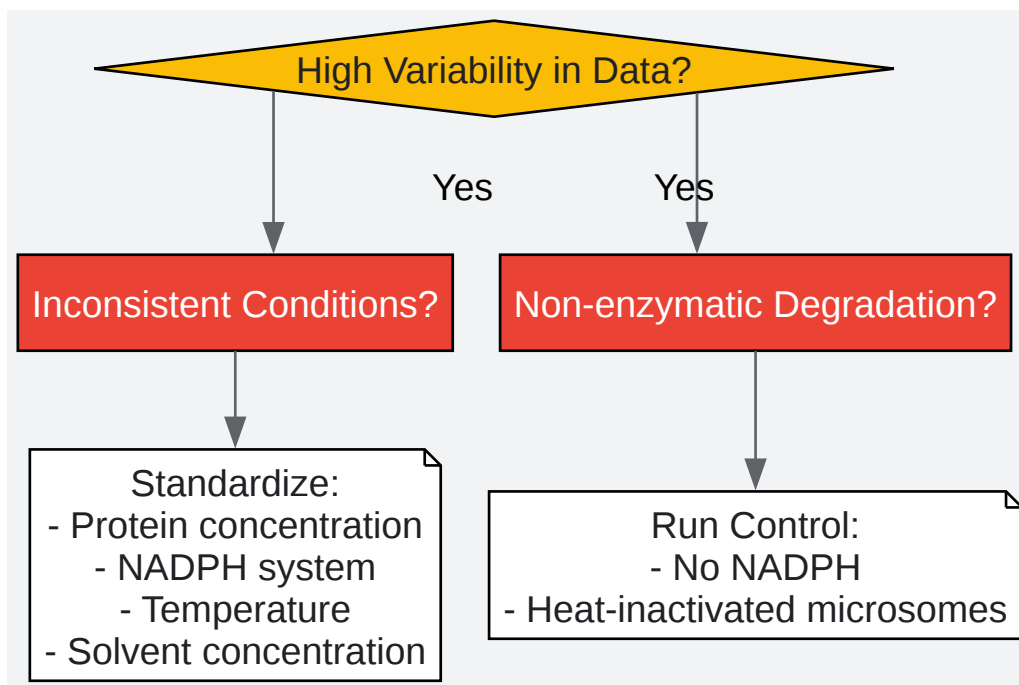 High Variability in Data?
Yes
Yes
Inconsistent Conditions?
Non-enzymatic Degradation?
Standardize:
- Protein concentration
- NADPH system
- Temperature
- Solvent concentration
Run Control:
- No NADPH
- Heat-inactivated microsomes